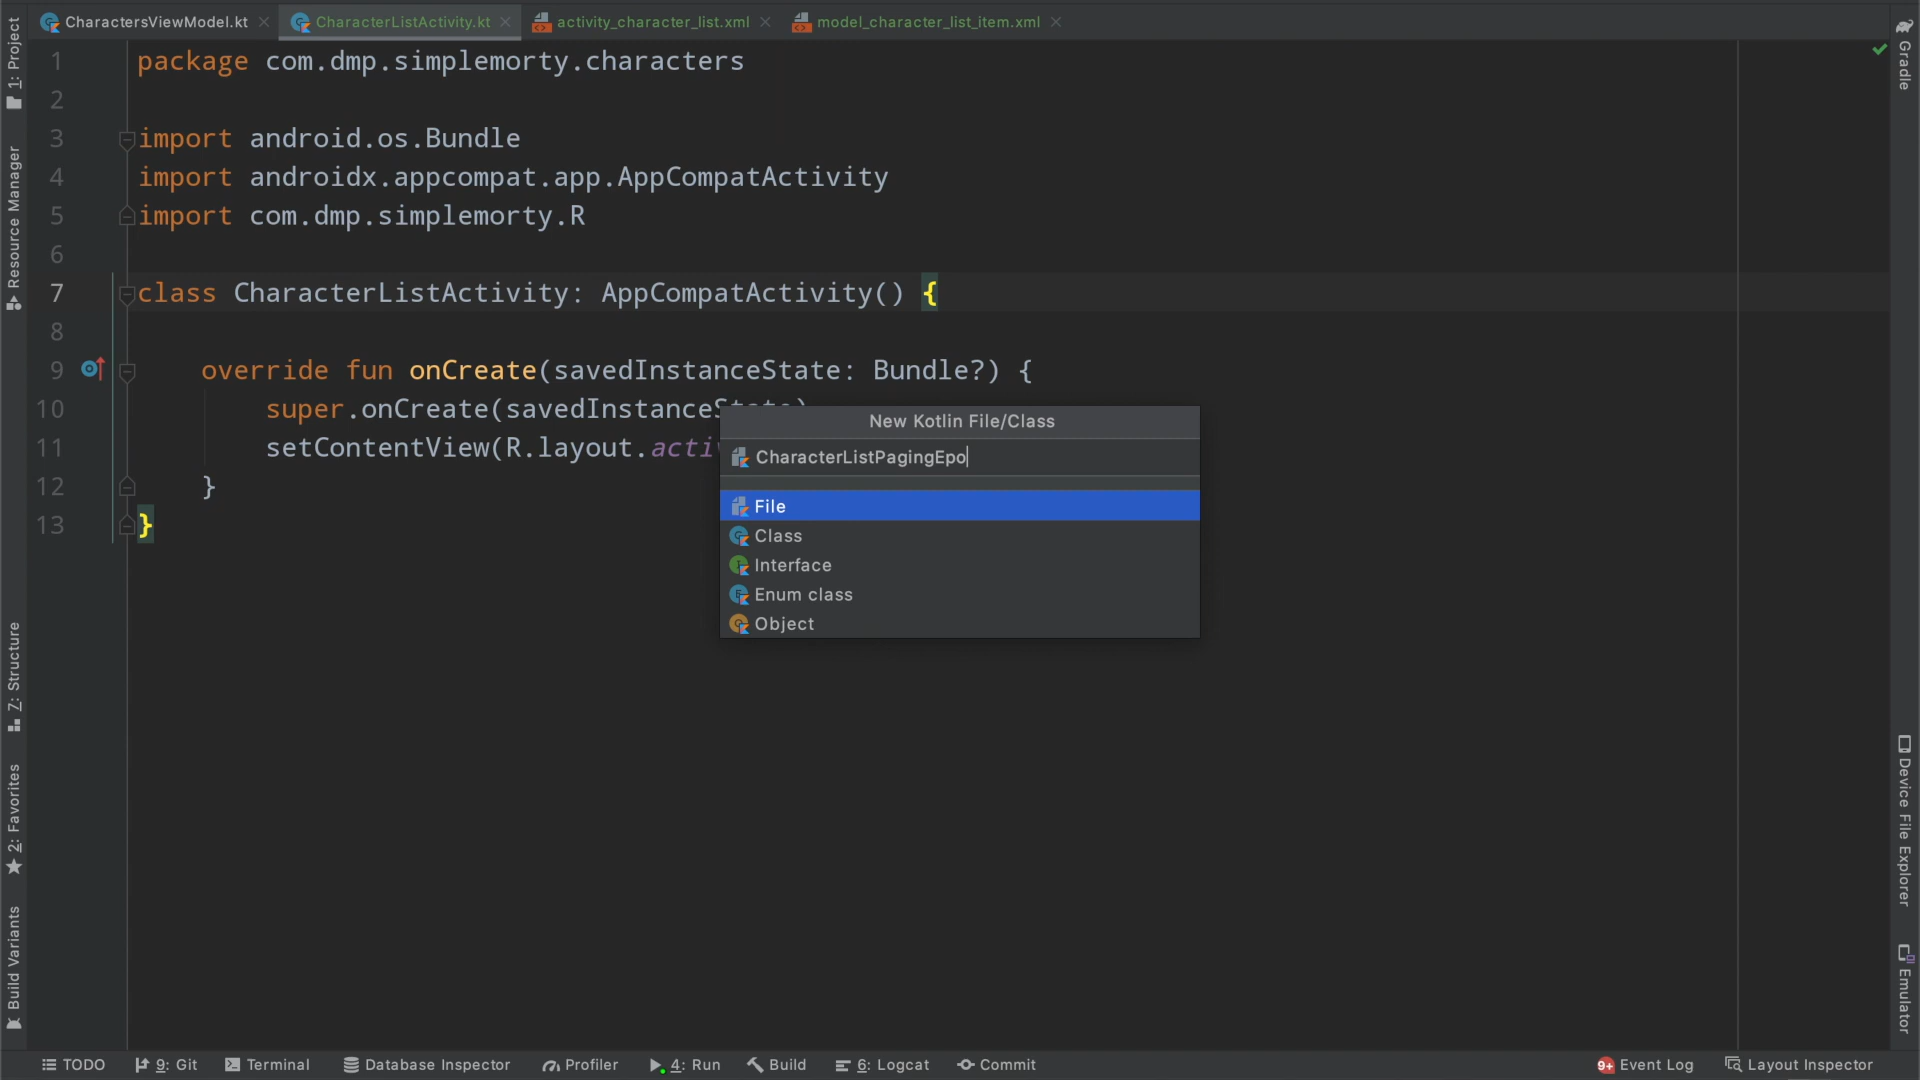 CharactersViewModel.kt
CharacterListActivity.kt
activity_character_list.xml
model_character_list_item.xml
1: Project
Resource Manager
7: Structure
2: Favorites
Build Variants
1 package com.dmp.simplemorty.characters
2
3 import android.os.Bundle
4 import androidx.appcompat.app.AppCompatActivity
5 import com.dmp.simplemorty.R
6
7 class CharacterListActivity: AppCompatActivity() {
8
9 override fun onCreate(savedInstanceState: Bundle?) {
10 super.onCreate(savedInstanceState)
11 setContentView(R.layout.activ
12 }
13 }
New Kotlin File/Class
CharacterListPagingEpo
File
Class
Interface
Enum class
Object
Gradle
Device File Explorer
Emulator
TODO
9: Git
Terminal
Database Inspector
Profiler
4: Run
Build
6: Logcat
Commit
9+ Event Log
Layout Inspector